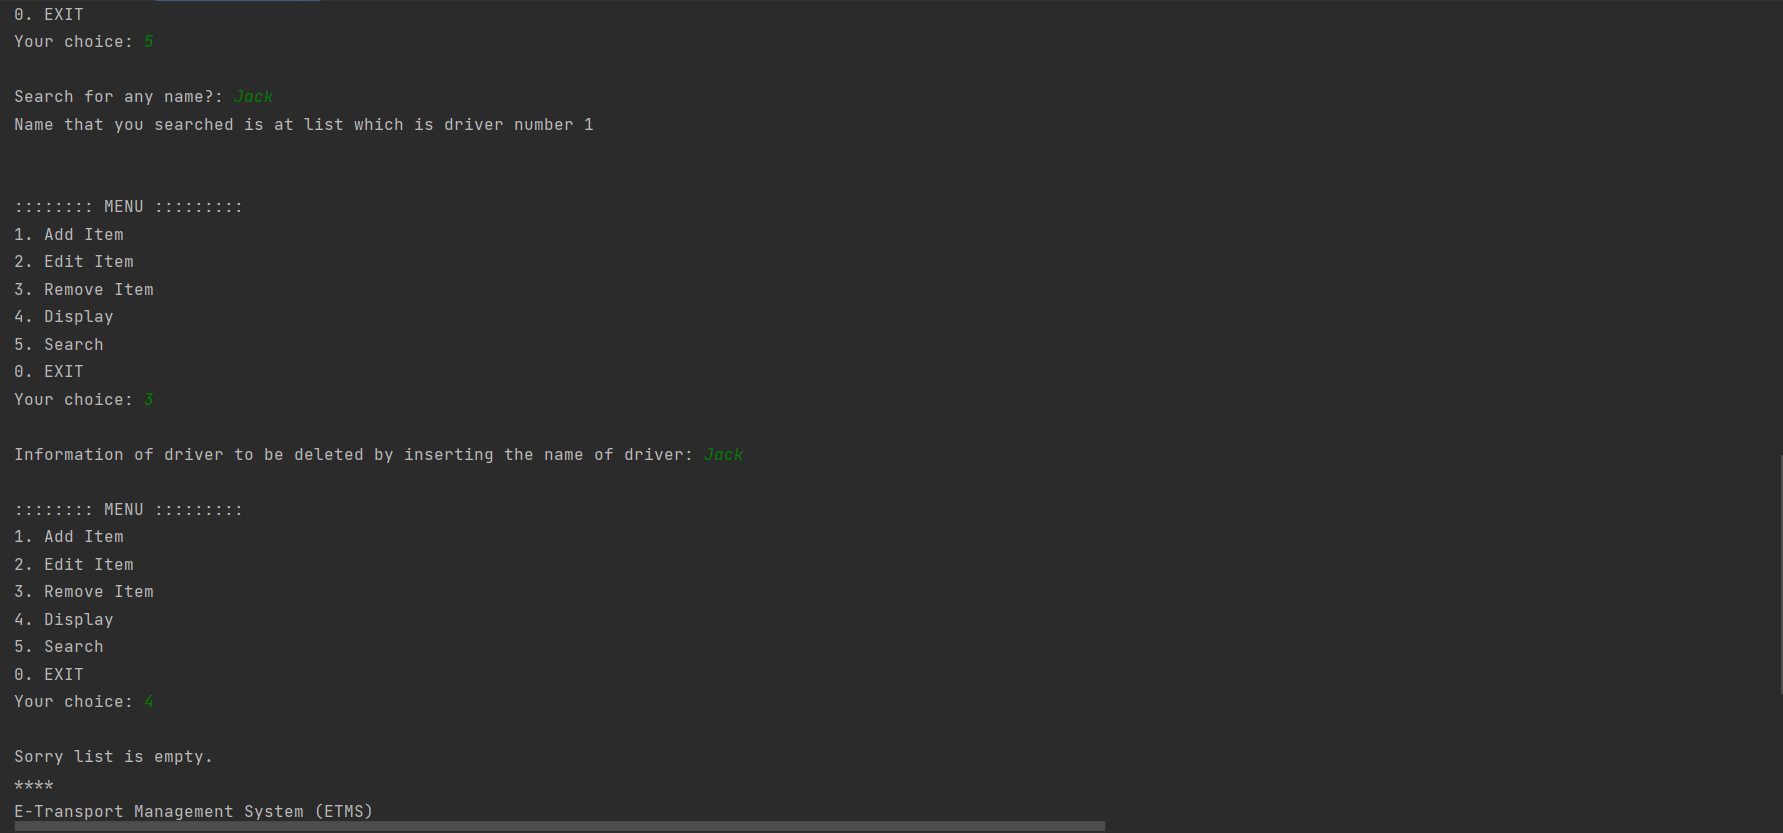 0. EXIT
Your choice: 5
Search for any name?: Jack
Name that you searched is at list which is driver number 1
:::::::: MENU :::::::::
1. Add Item
2. Edit Item
3. Remove Item
4. Display
5. Search
0. EXIT
Your choice: 3
Information of driver to be deleted by inserting the name of driver: Jack
:::::::: MENU :::::::::
1. Add Item
2. Edit Item
3. Remove Item
4. Display
5. Search
0. EXIT
Your choice: 4
Sorry list is empty.
****
E-Transport Management System (ETMS)